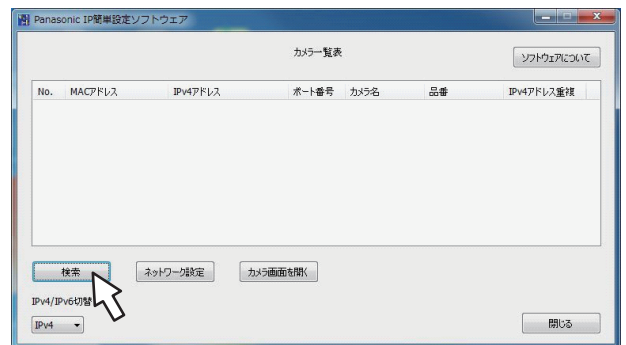 Panasonic IP簡単設定ソフトウェア
カメラ一覧表
ソフトウェアについて
No. MACアドレス IPv4アドレス ポート番号 カメラ名 品番 IPv4アドレス重複
検索 ネットワーク設定 カメラ画面を開く
IPv4/IPv6切替
IPv4 閉じる